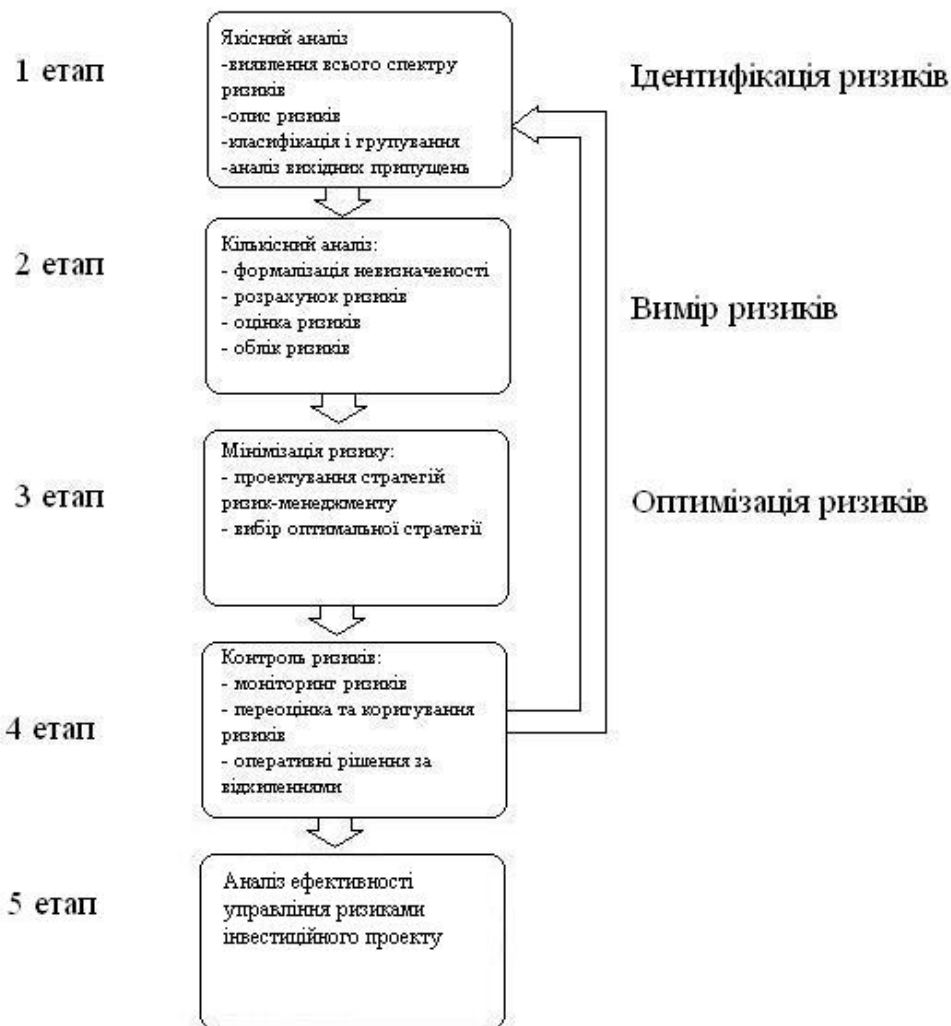 1 етап
Якісний аналіз
-виявлення всього спектру
ризиків
-опис ризиків
-класифікація і групування
-аналіз вихідних припущень
Ідентифікація ризиків
2 етап
Кількісний аналіз:
- формалізація невизначеності
- розрахунок ризиків
- оцінка ризиків
- облік ризиків
Вимір ризиків
3 етап
Мінімізація ризику:
- проектування стратегій
ризик-менеджменту
- вибір оптимальної стратегії
Оптимізація ризиків
4 етап
Контроль ризиків:
- моніторинг ризиків
- переоцінка та коригування
ризиків
- оперативні рішення за
відхиленнями
5 етап
Аналіз ефективності
управління ризиками
інвестиційного проекту